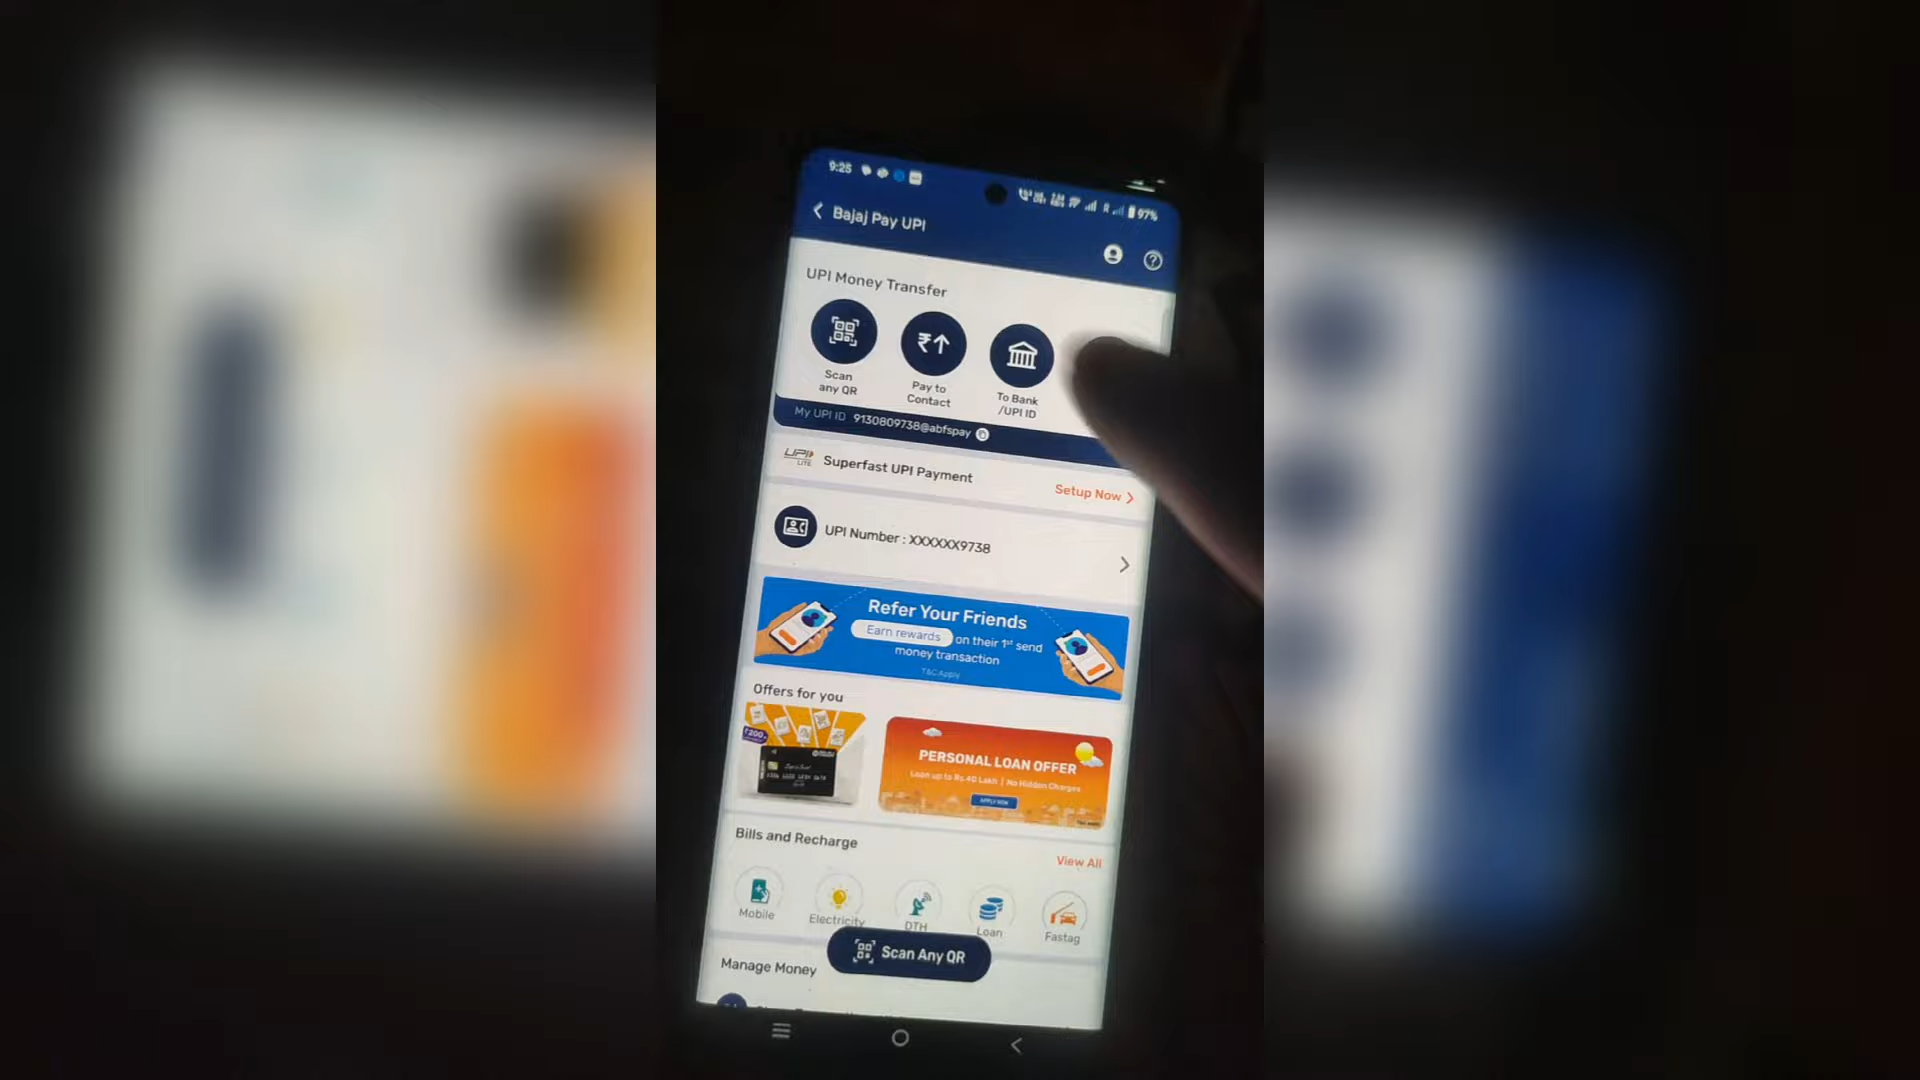 9:25
97%
Bajaj Pay UPI
UPI Money Transfer
Scan
any QR
Pay to
Contact
To Bank
/UPI ID
My UPI ID 9130809738@abfspay
UPI
LITE
Superfast UPI Payment
Setup Now
UPI Number : XXXXXX9738
Refer Your Friends
Earn rewards on their 1st send
money transaction
T&C Apply
Offers for you
₹200
PERSONAL LOAN OFFER
Loan up to Rs.40 Lakh | No Hidden Charges
APPLY NOW
Bills and Recharge
View All
Mobile
Electricity
DTH
Loan
Fastag
Scan Any QR
Manage Money